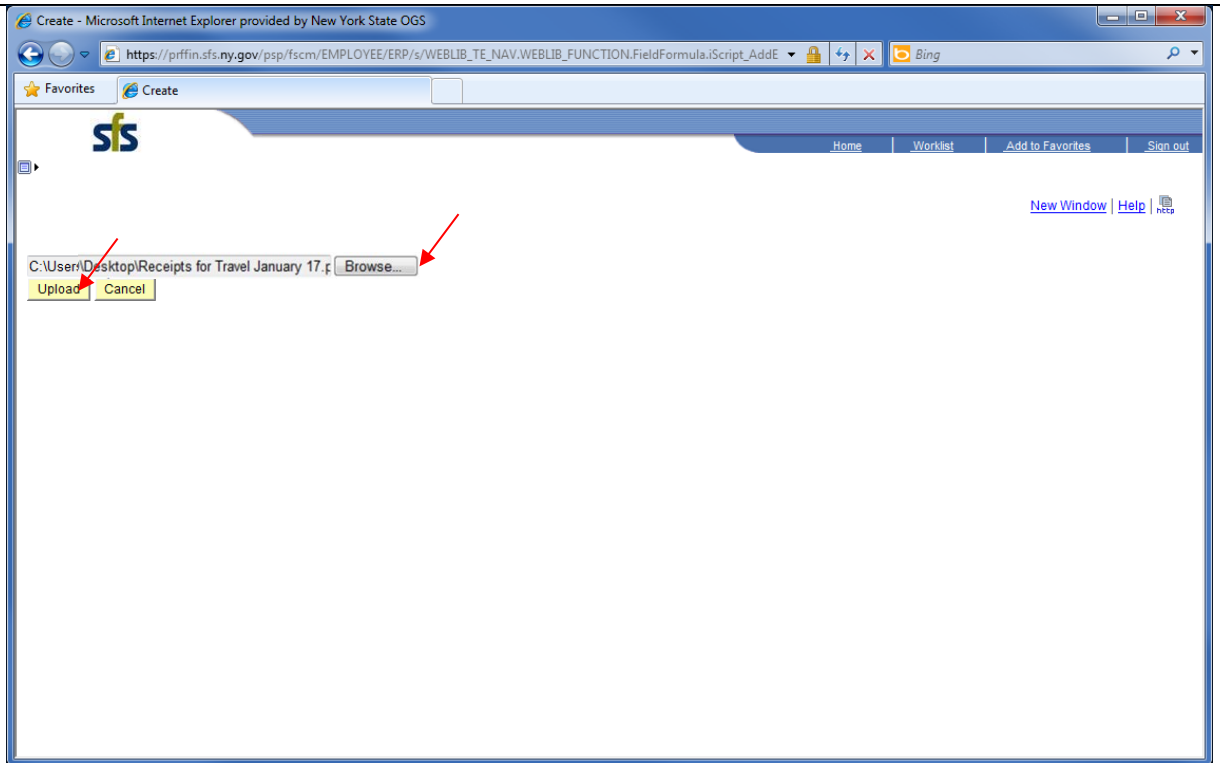 Create - Microsoft Internet Explorer provided by New York State OGS
https://prffin.sfs.ny.gov/psp/fscm/EMPLOYEE/ERP/s/WEBLIB_TE_NAV.WEBLIB_FUNCTION.FieldFormula.iScript_AddE
Bing
Favorites Create
sfs
Home | Worklist | Add to Favorites | Sign out
New Window | Help | http
C:\User\Desktop\Receipts for Travel January 17.p Browse...
Upload Cancel